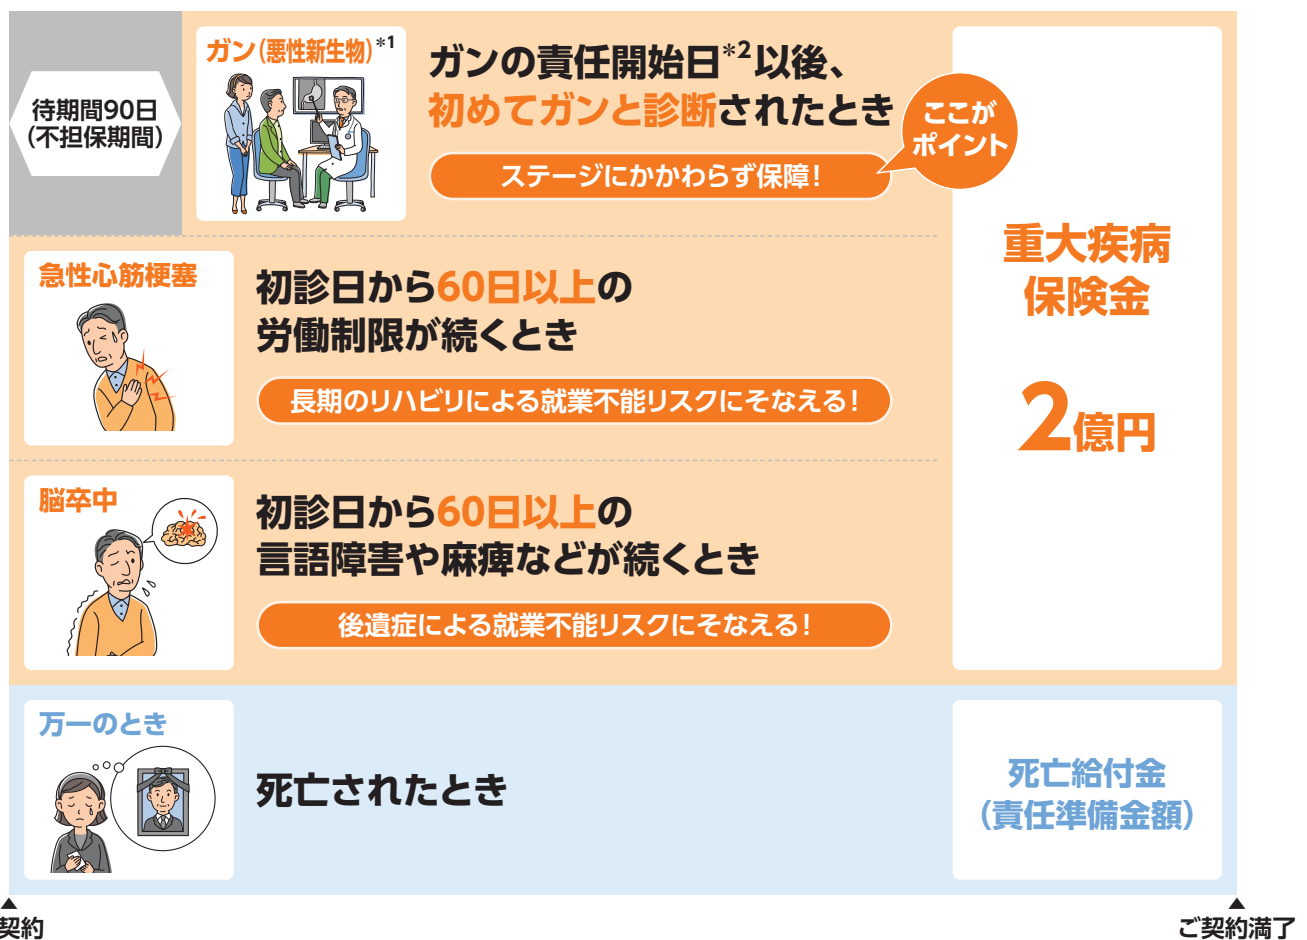 待期間90日
（不担保期間）
ガン（悪性新生物）*1
ガンの責任開始日*2以後、
初めてガンと診断されたとき
ステージにかかわらず保障！
ここが
ポイント
急性心筋梗塞
初診日から60日以上の
労働制限が続くとき
長期のリハビリによる就業不能リスクにそなえる！
脳卒中
初診日から60日以上の
言語障害や麻痺などが続くとき
後遺症による就業不能リスクにそなえる！
重大疾病
保険金
2億円
万一のとき
死亡されたとき
死亡給付金
（責任準備金額）
契約
ご契約満了